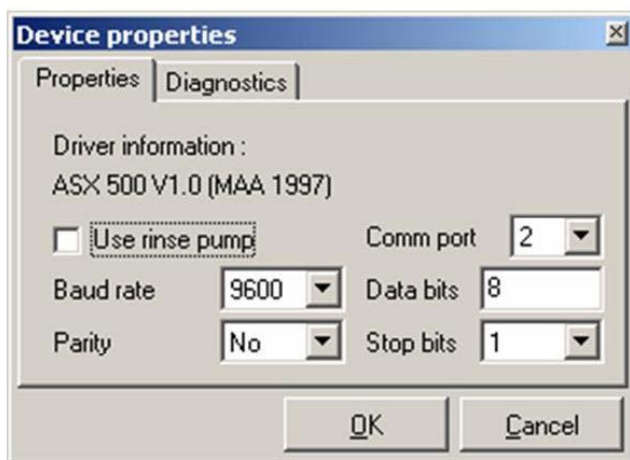 Device properties
Properties Diagnostics
Driver information :
ASX 500 V1.0 (MAA 1997)
Use rinse pump Comm port 2
Baud rate 9600 Data bits 8
Parity No Stop bits 1
OK Cancel